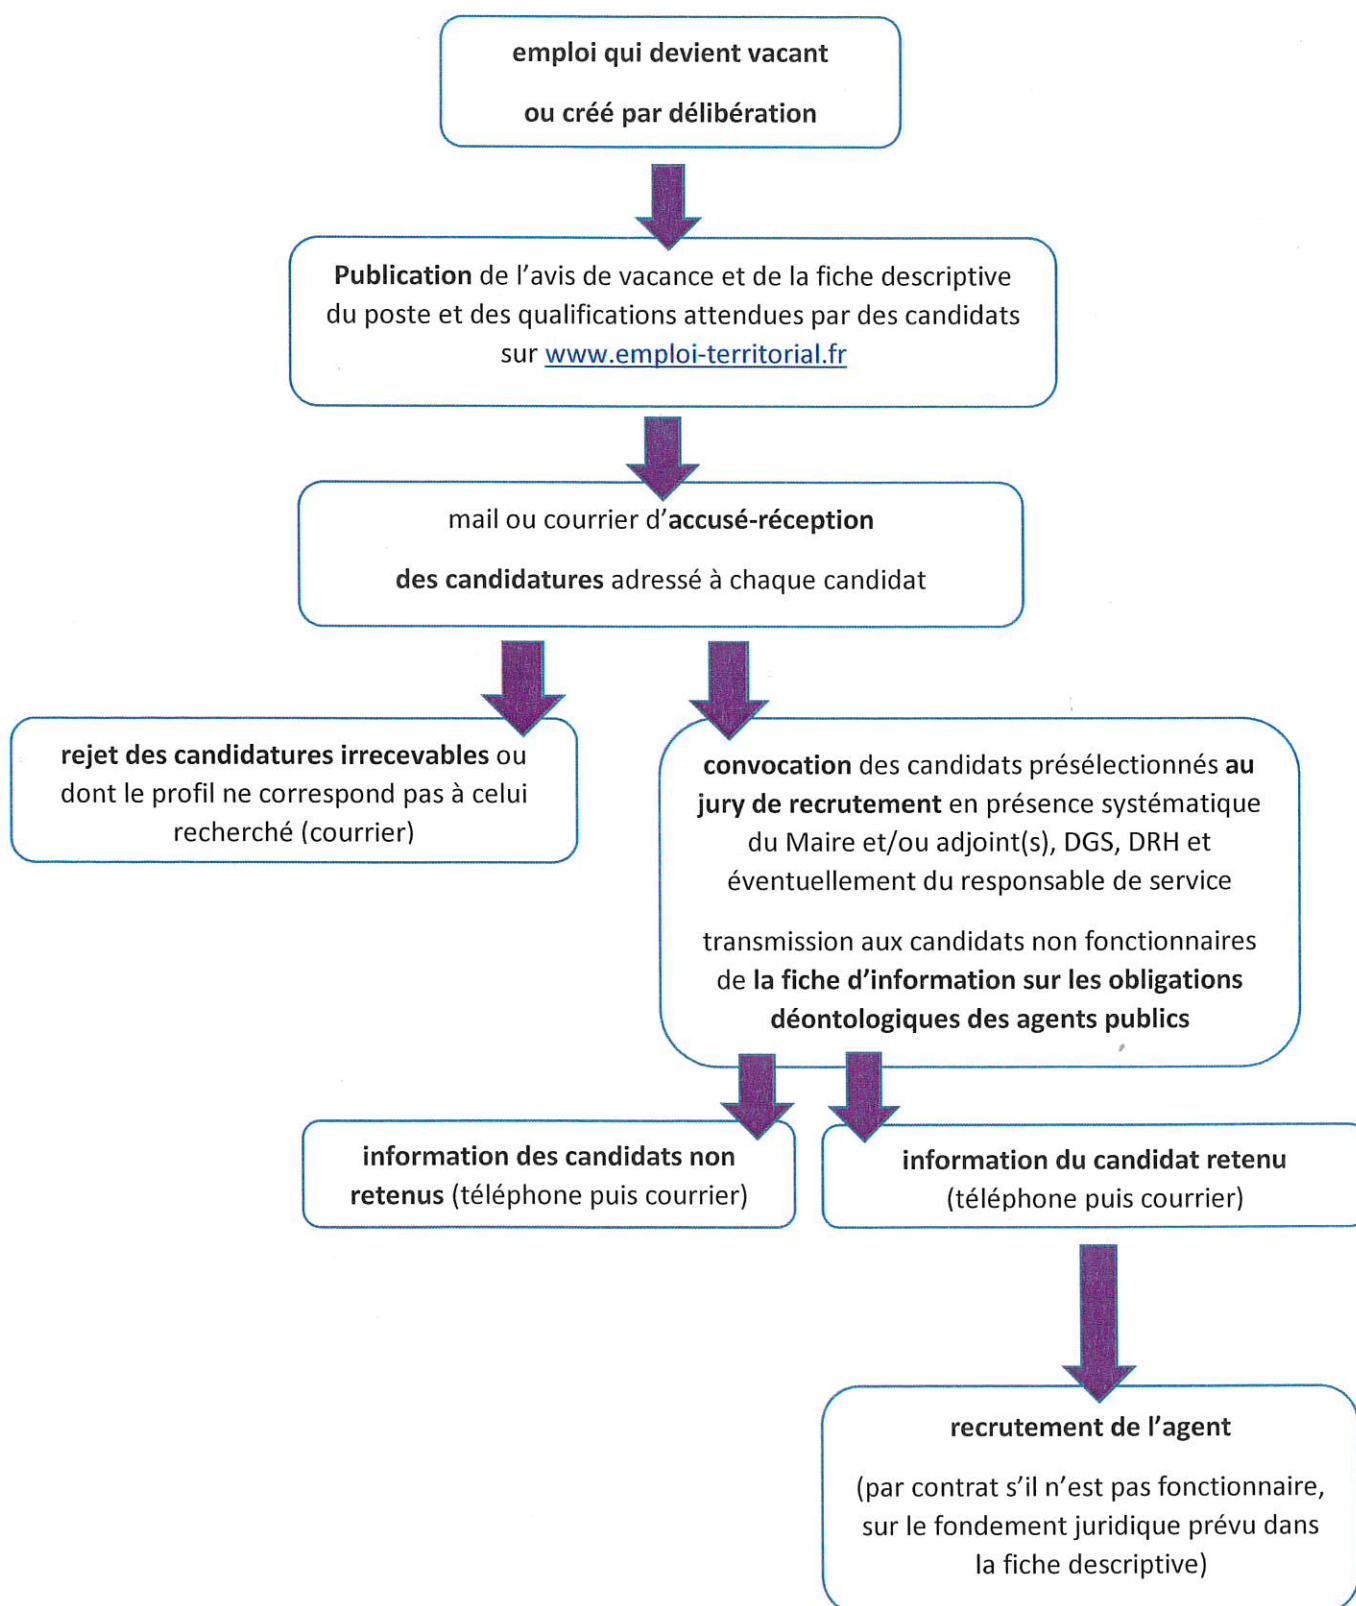 emploi qui devient vacant
ou créé par délibération
Publication de l'avis de vacance et de la fiche descriptive
du poste et des qualifications attendues par des candidats
sur www.emploi-territorial.fr
mail ou courrier d'accusé-réception
des candidatures adressé à chaque candidat
rejet des candidatures irrecevables ou
dont le profil ne correspond pas à celui
recherché (courrier)
convocation des candidats présélectionnés au
jury de recrutement en présence systématique
du Maire et/ou adjoint(s), DGS, DRH et
éventuellement du responsable de service
transmission aux candidats non fonctionnaires
de la fiche d'information sur les obligations
déontologiques des agents publics
information des candidats non
retenus (téléphone puis courrier)
information du candidat retenu
(téléphone puis courrier)
recrutement de l'agent
(par contrat s'il n'est pas fonctionnaire,
sur le fondement juridique prévu dans
la fiche descriptive)